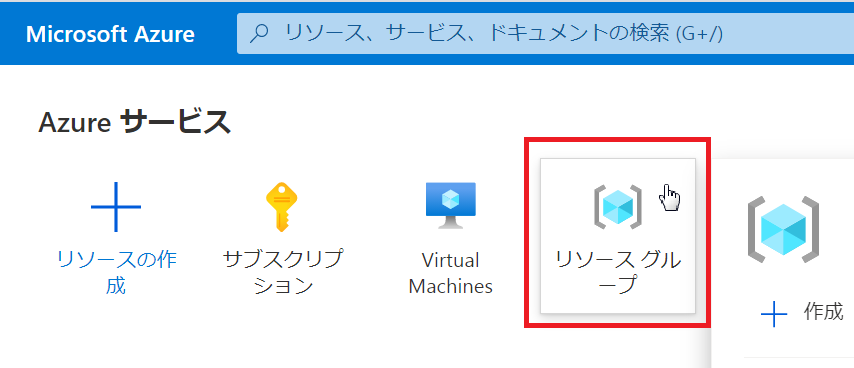 Microsoft Azure
リソース、サービス、ドキュメントの検索 (G+/)
Azure サービス
リソースの作
成
サブスクリプ
ション
Virtual
Machines
リソース グル
ープ
作成